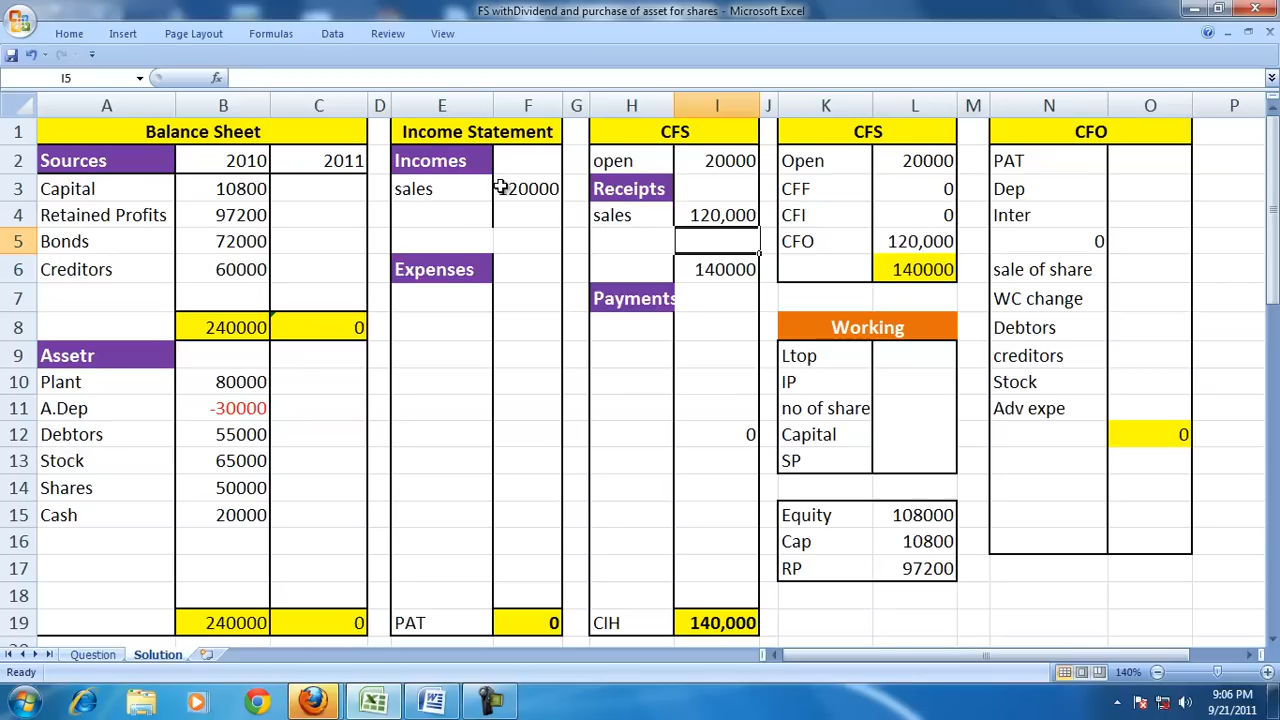 FS withDividend and purchase of asset for shares - Microsoft Excel
Home Insert Page Layout Formulas Data Review View
I5 fx
A B C D E F G H I J K L M N O P
1 Balance Sheet Income Statement CFS CFS CFO
2 Sources 2010 2011 Incomes open 20000 Open 20000 PAT
3 Capital 10800 sales 120000 Receipts CFF 0 Dep
4 Retained Profits 97200 sales 120,000 CFI 0 Inter
5 Bonds 72000 CFO 120,000 0
6 Creditors 60000 Expenses 140000 140000 sale of share
7 Payments WC change
8 240000 0 Working Debtors
9 Assetr Ltop creditors
10 Plant 80000 IP Stock
11 A.Dep -30000 no of share Adv expe
12 Debtors 55000 0 Capital 0
13 Stock 65000 SP
14 Shares 50000
15 Cash 20000 Equity 108000
16 Cap 10800
17 RP 97200
18
19 240000 0 PAT 0 CIH 140,000
Question Solution
Ready 140%
9:06 PM
9/21/2011